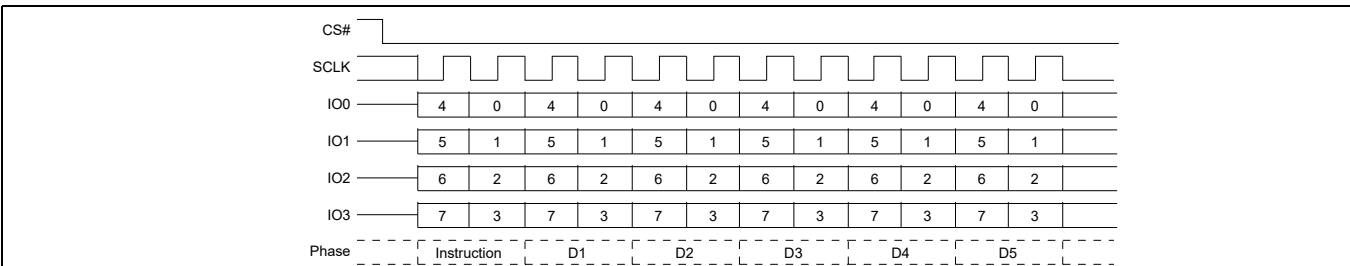 CS#
SCLK
IO0 4 0 4 0 4 0 4 0 4 0 4 0
IO1 5 1 5 1 5 1 5 1 5 1 5 1
IO2 6 2 6 2 6 2 6 2 6 2 6 2
IO3 7 3 7 3 7 3 7 3 7 3 7 3
Phase Instruction D1 D2 D3 D4 D5